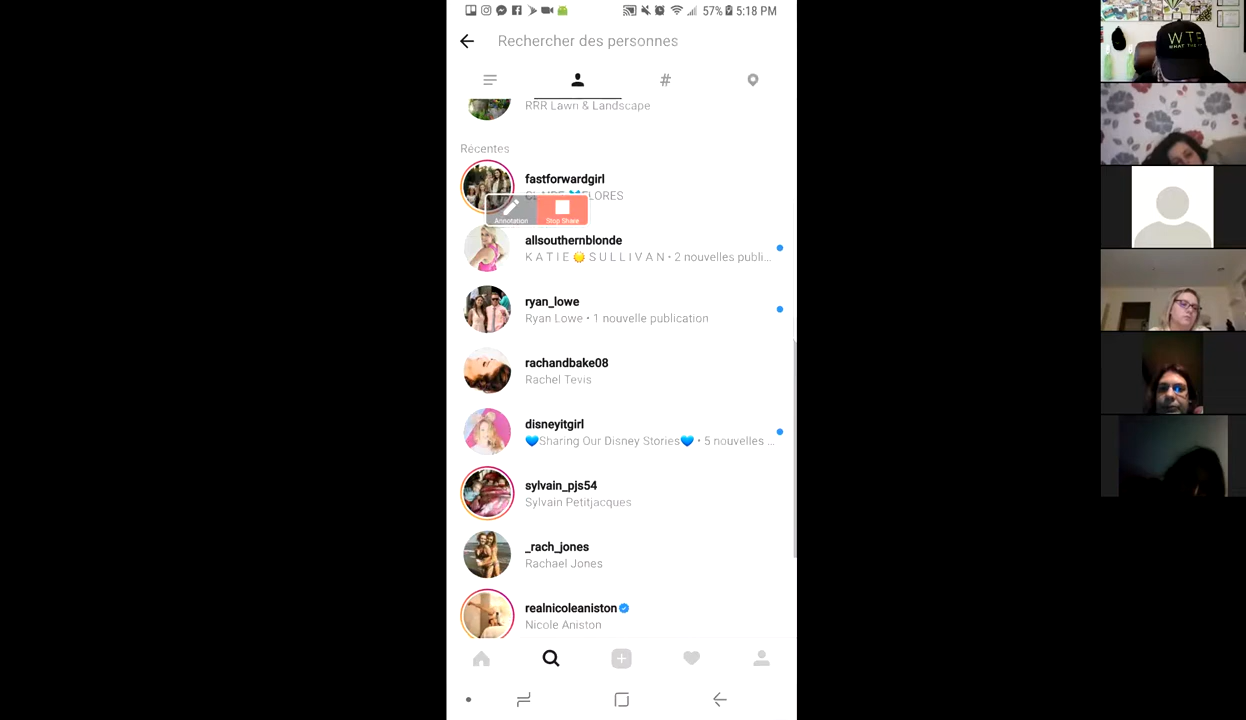 57% 5:18 PM
Rechercher des personnes
#
RRR Lawn & Landscape
Récentes
fastforwardgirl
FLORES
Annotation
Stop Share
allsouthernblonde
K A T I E 🌟 S U L L I V A N • 2 nouvelles publi...
ryan_lowe
Ryan Lowe • 1 nouvelle publication
rachandbake08
Rachel Tevis
disneyitgirl
💙Sharing Our Disney Stories💙 • 5 nouvelles ...
sylvain_pjs54
Sylvain Petitjacques
_rach_jones
Rachael Jones
realnicoleaniston
Nicole Aniston
WTF